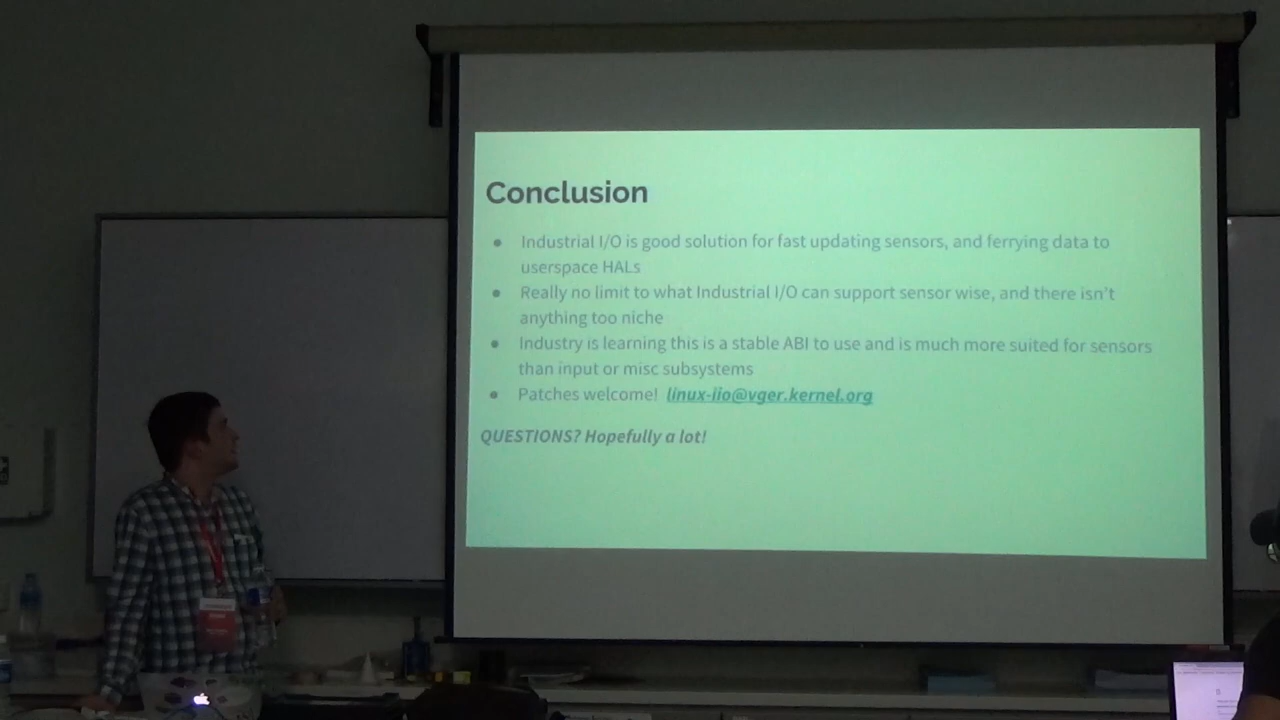 Conclusion
● Industrial I/O is good solution for fast updating sensors, and ferrying data to
userspace HALs
● Really no limit to what Industrial I/O can support sensor wise, and there isn't
anything too niche
● Industry is learning this is a stable ABI to use and is much more suited for sensors
than input or misc subsystems
● Patches welcome! linux-iio@vger.kernel.org
QUESTIONS? Hopefully a lot!